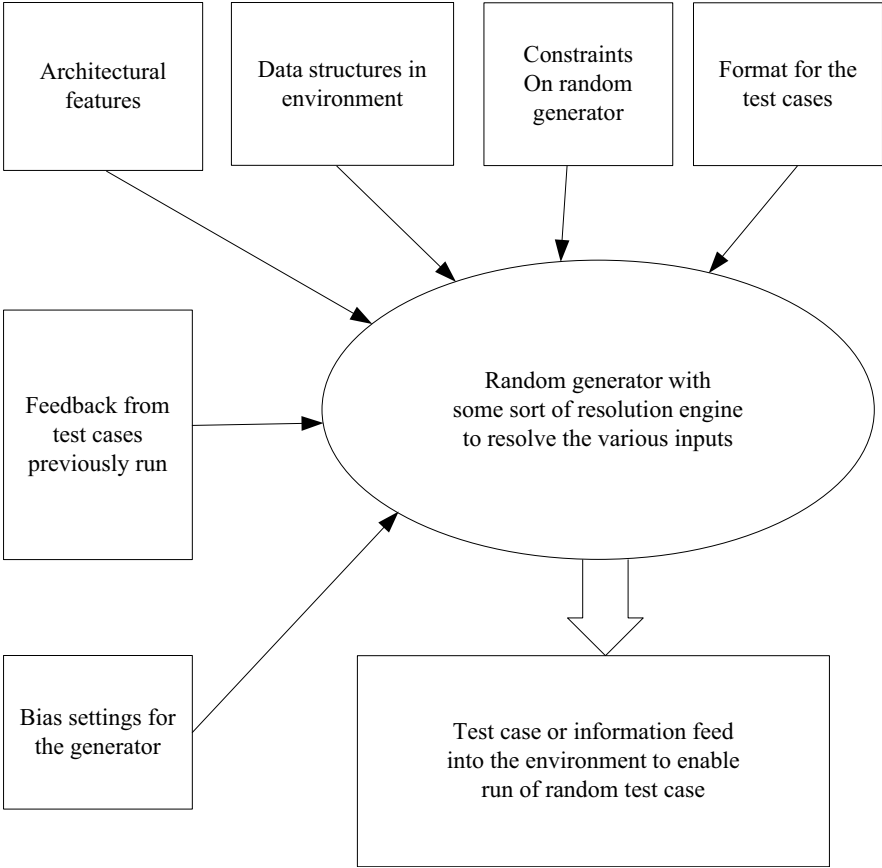 Architectural
features
Data structures in
environment
Constraints
On random
generator
Format for the
test cases
Feedback from
test cases
previously run
Random generator with
some sort of resolution engine
to resolve the various inputs
Bias settings for
the generator
Test case or information feed
into the environment to enable
run of random test case